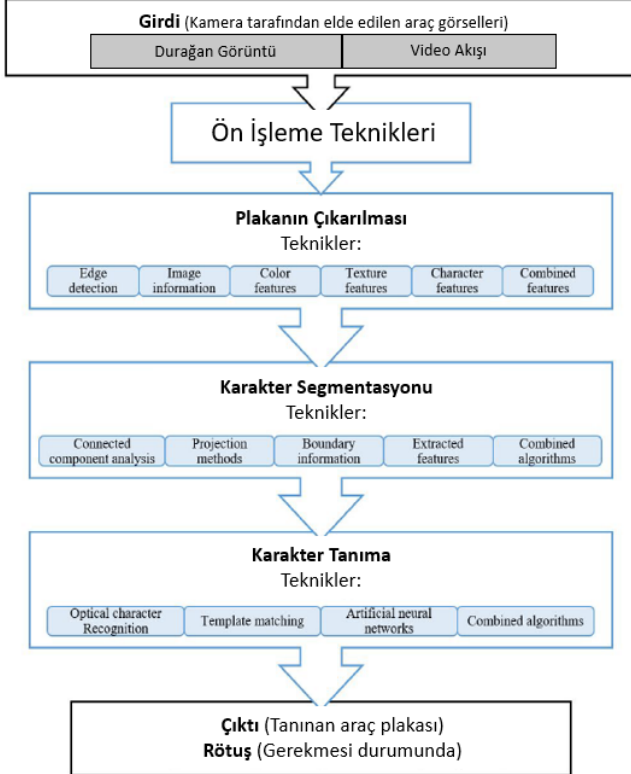 Girdi (Kamera tarafından elde edilen araç görselleri)
Durağan Görüntü
Video Akışı
Ön İşleme Teknikleri
Plakanın Çıkarılması
Teknikler:
Edge
detection
Image
information
Color
features
Texture
features
Character
features
Combined
features
Karakter Segmentasyonu
Teknikler:
Connected
component analysis
Projection
methods
Boundary
information
Extracted
features
Combined
algorithms
Karakter Tanıma
Teknikler:
Optical character
Recognition
Template matching
Artificial neural
networks
Combined algorithms
Çıktı (Tanınan araç plakası)
Rötuş (Gerekmesi durumunda)